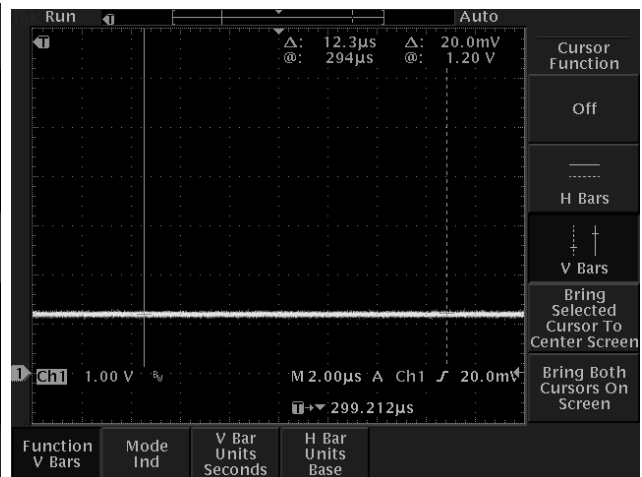 Run T Auto
T
Δ: 12.3µs Δ: 20.0mV
@: 294µs @: 1.20 V
Cursor
Function
Off
H Bars
V Bars
Bring
Selected
Cursor To
Center Screen
Bring Both
Cursors On
Screen
1 Ch1 1.00 V BW M 2.00µs A Ch1 20.0mV
T 299.212µs
Function
V Bars
Mode
Ind
V Bar
Units
Seconds
H Bar
Units
Base